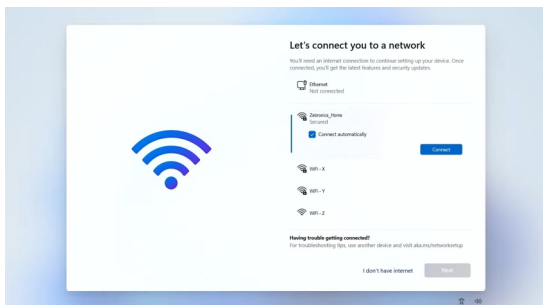 Let's connect you to a network
You'll need an internet connection to continue setting up your device. Once
connected, you'll get the latest features and security updates.
Ethernet
Not connected
Zeironica_Home
Secured
Connect automatically
Connect
WiFi - X
WiFi - Y
WiFi - Z
Having trouble getting connected?
For troubleshooting tips, use another device and visit aka.ms/networksetup
I don't have internet
Next